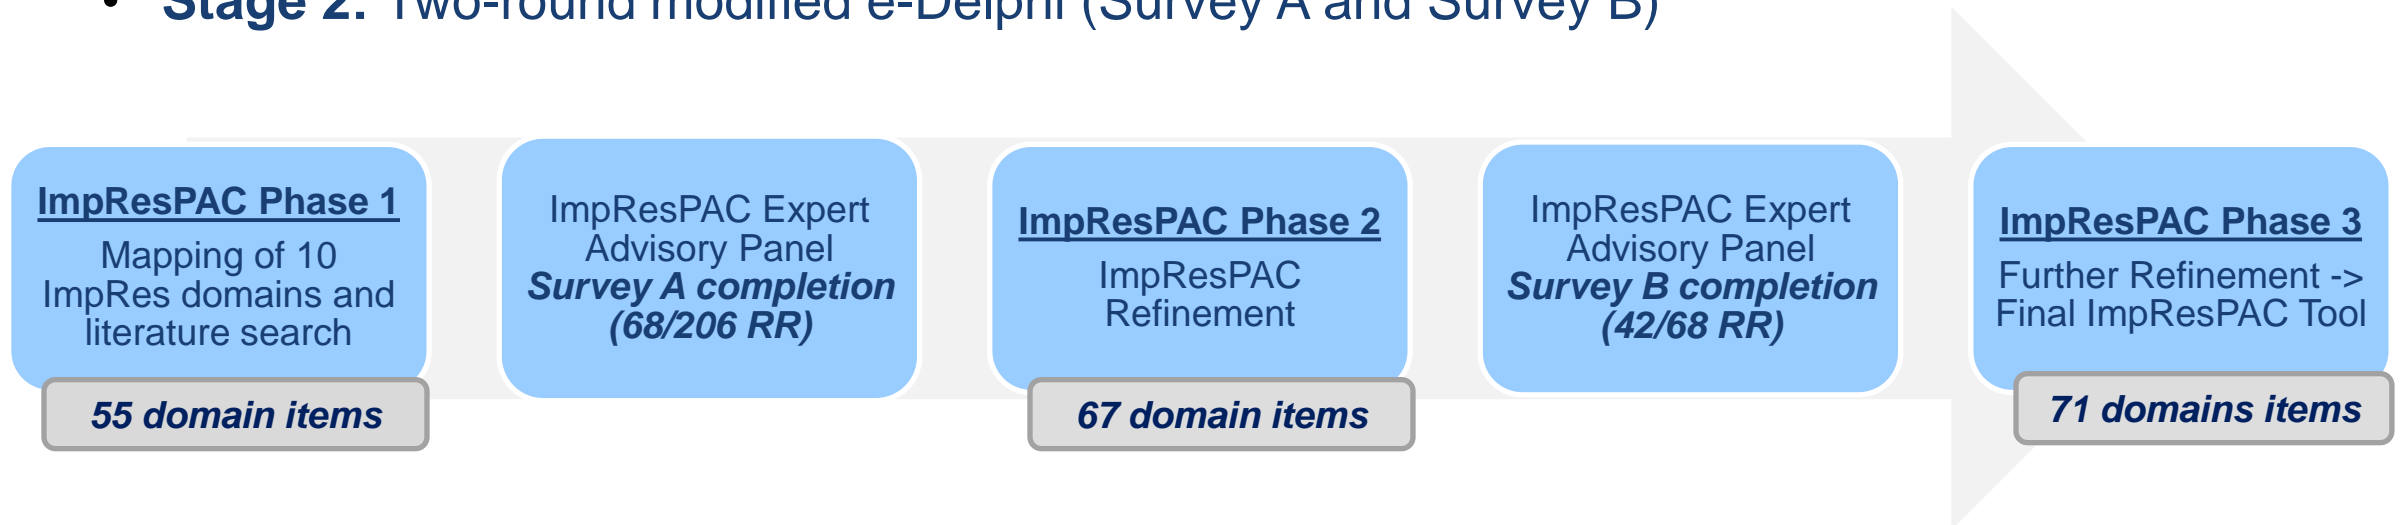 • Stage 2: Two-round modified e-Delphi (Survey A and Survey B)
ImpResPAC Phase 1
Mapping of 10
ImpRes domains and
literature search
55 domain items
ImpResPAC Expert
Advisory Panel
Survey A completion
(68/206 RR)
ImpResPAC Phase 2
ImpResPAC
Refinement
67 domain items
ImpResPAC Expert
Advisory Panel
Survey B completion
(42/68 RR)
ImpResPAC Phase 3
Further Refinement ->
Final ImpResPAC Tool
71 domains items